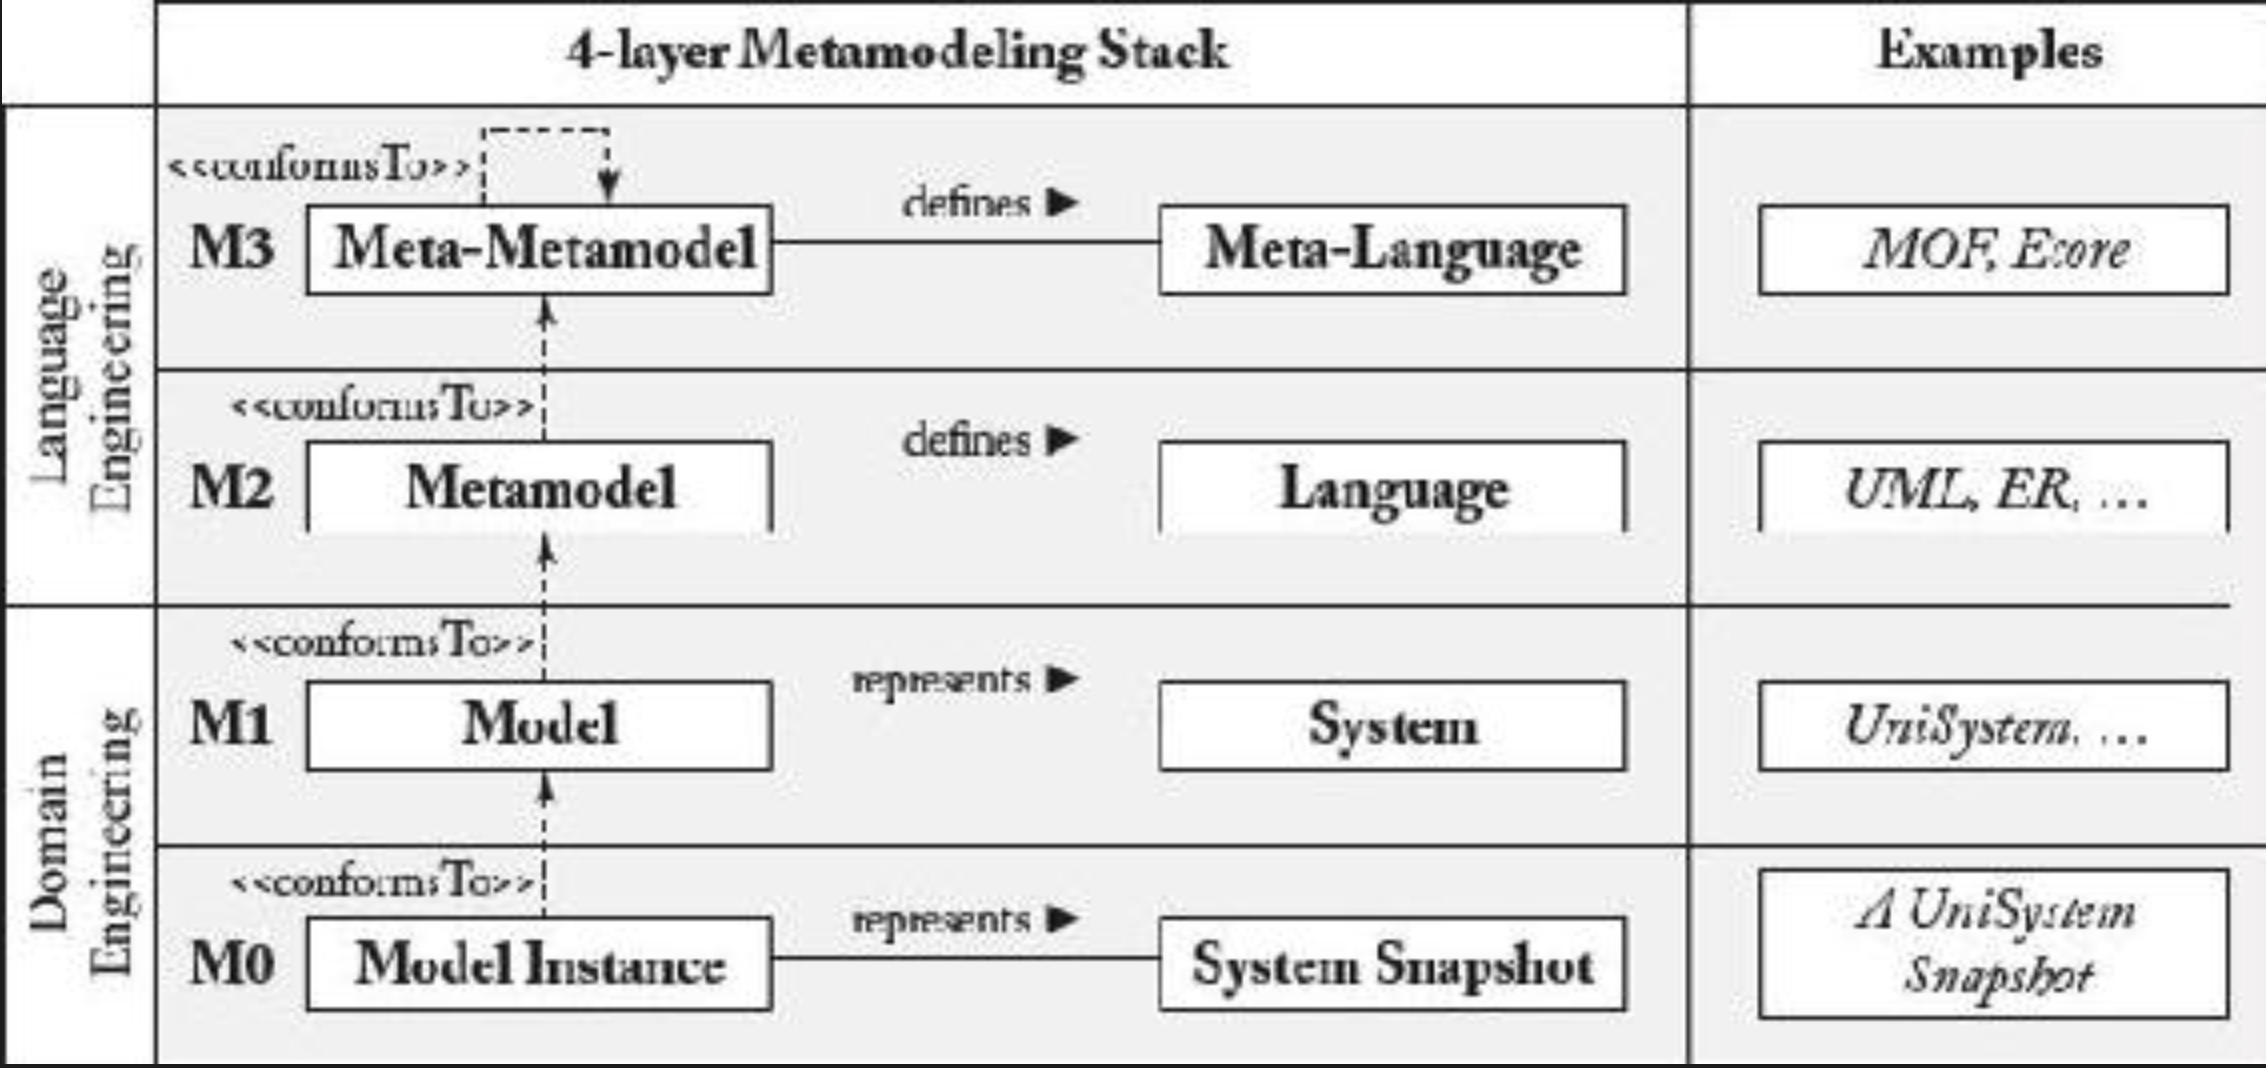 4-layer Metamodeling Stack
Examples
Language
Engineering
<<conformsTo>>
M3
Meta-Metamodel
defines ▶
Meta-Language
MOF, Ecore
<<conformsTo>>
M2
Metamodel
defines ▶
Language
UML, ER, …
Domain
Engineering
<<conformsTo>>
M1
Model
represents ▶
System
UniSystem, …
<<conformsTo>>
M0
Model Instance
represents ▶
System Snapshot
A UniSystem
Snapshot